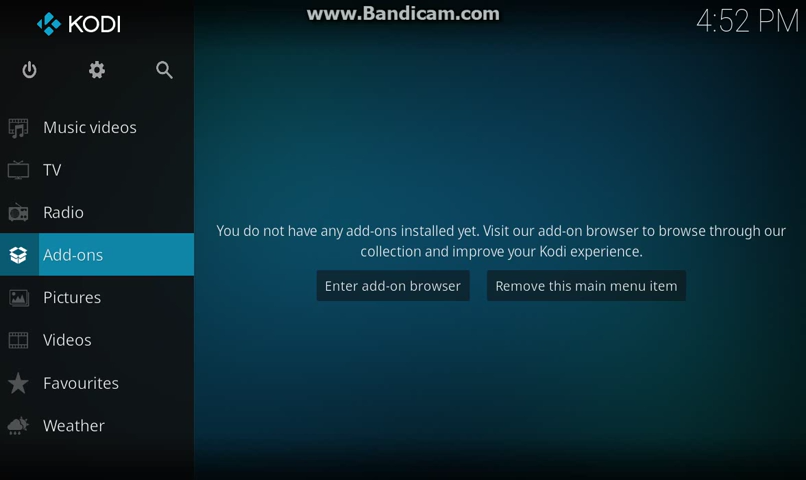 KODI
www.Bandicam.com
4:52 PM
Music videos
TV
Radio
Add-ons
Pictures
Videos
Favourites
Weather
You do not have any add-ons installed yet. Visit our add-on browser to browse through our
collection and improve your Kodi experience.
Enter add-on browser
Remove this main menu item